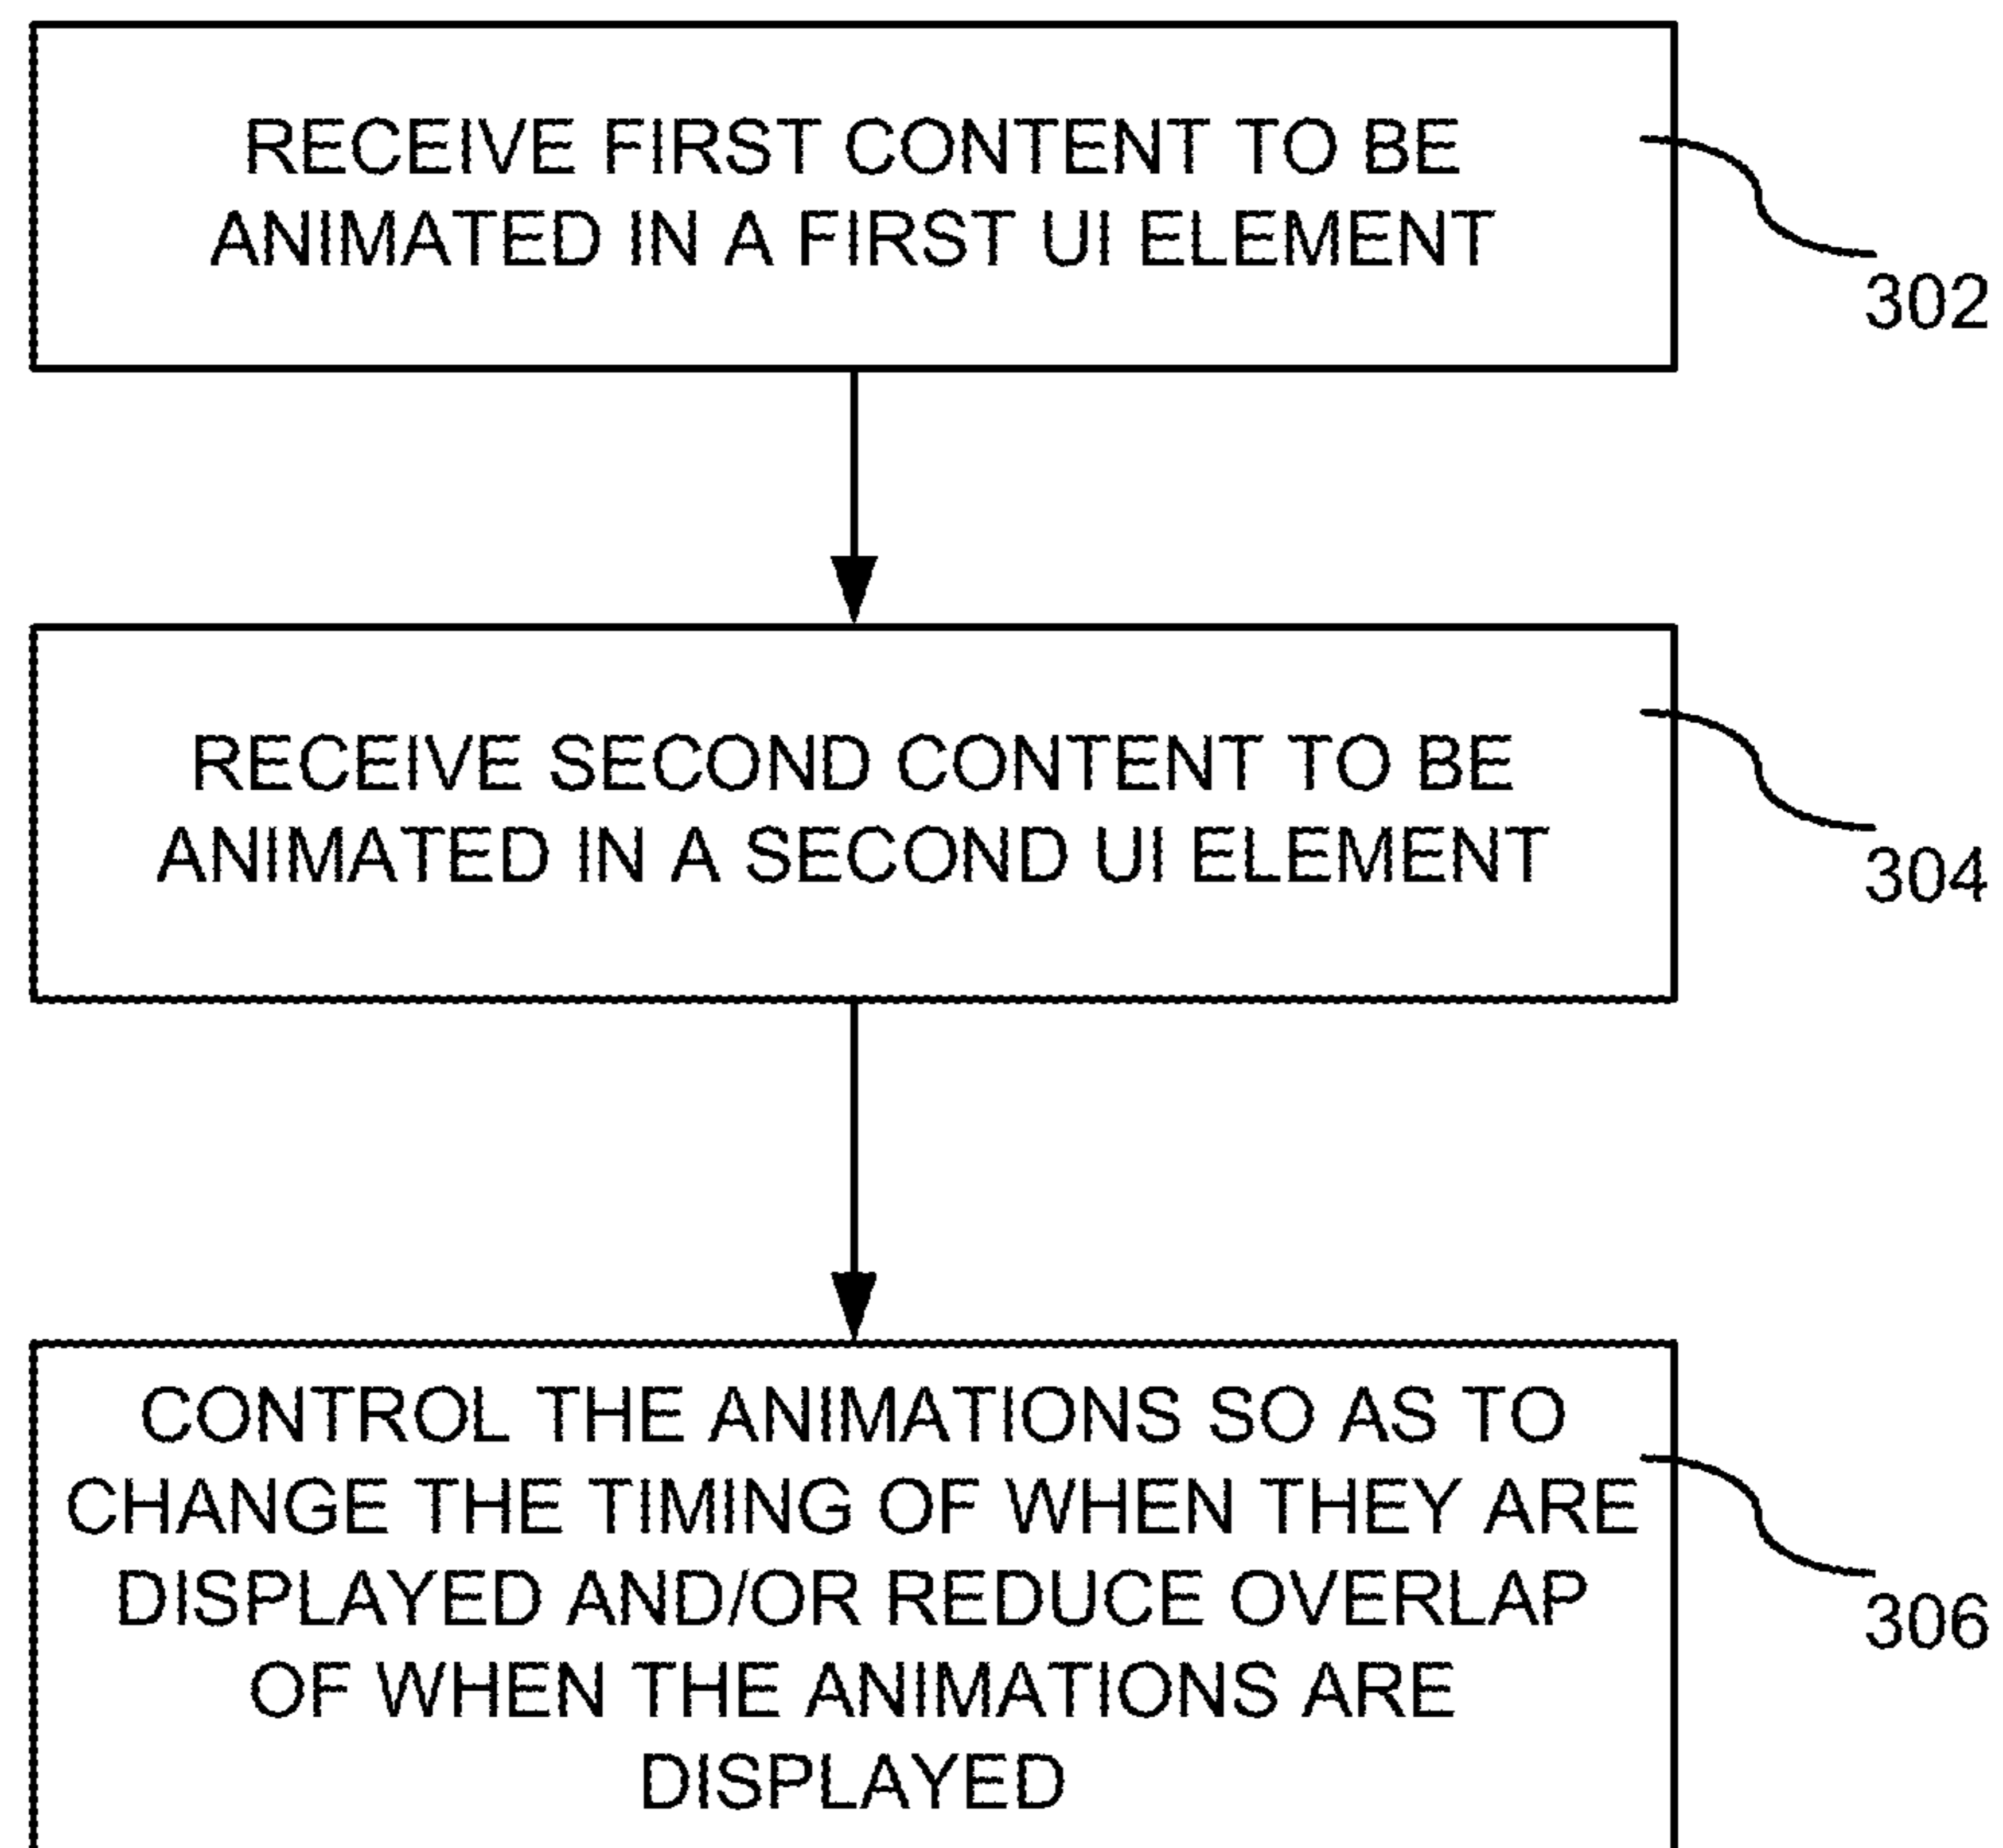 RECEIVE FIRST CONTENT TO BE
ANIMATED IN A FIRST UI ELEMENT
302
RECEIVE SECOND CONTENT TO BE
ANIMATED IN A SECOND UI ELEMENT
304
CONTROL THE ANIMATIONS SO AS TO
CHANGE THE TIMING OF WHEN THEY ARE
DISPLAYED AND/OR REDUCE OVERLAP
OF WHEN THE ANIMATIONS ARE
DISPLAYED
306